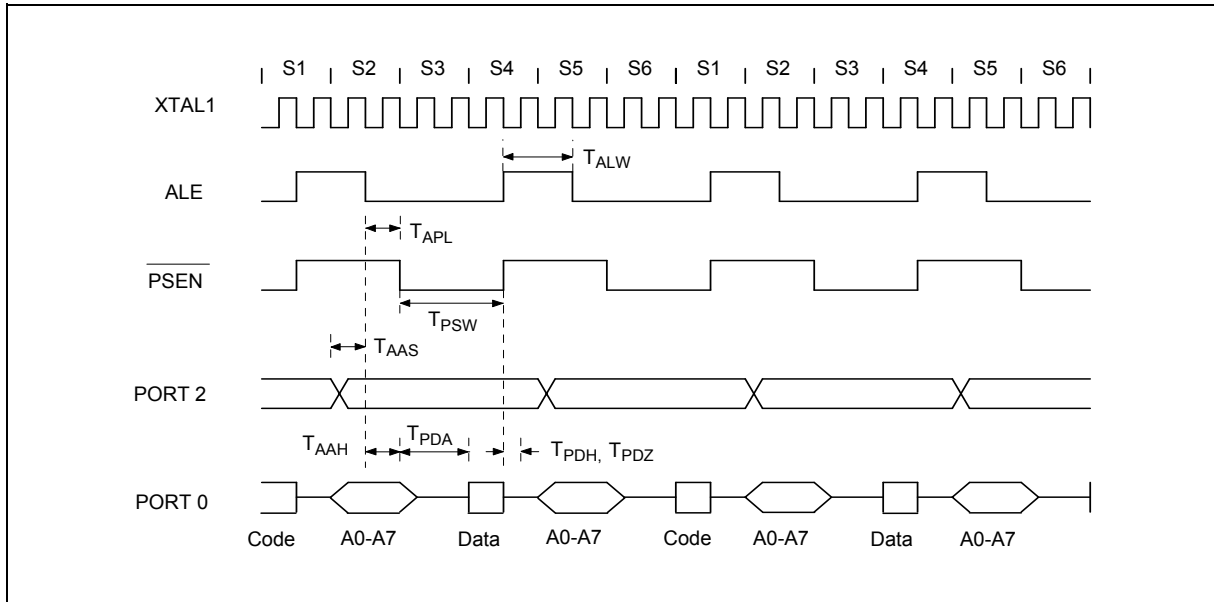 S1 S2 S3 S4 S5 S6 S1 S2 S3 S4 S5 S6
XTAL1
TALW
ALE
TAPL
PSEN
TPSW
TAAS
PORT 2
TAAH TPDA TPDH, TPDZ
PORT 0
Code A0-A7 Data A0-A7 Code A0-A7 Data A0-A7